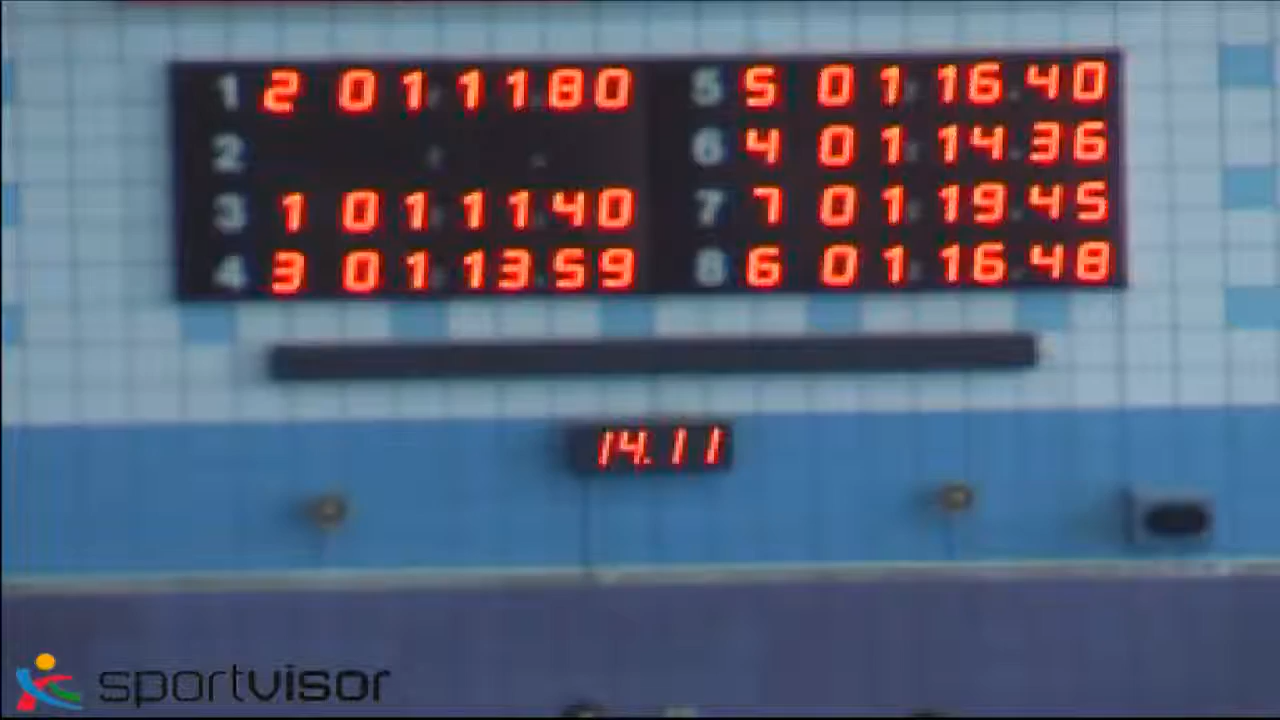 1 2 01:11.80
2 : .
3 1 01:11.40
4 3 01:13.59
5 5 01:16.40
6 4 01:14.36
7 7 01:19.45
8 6 01:16.48
14.11
sportvisor